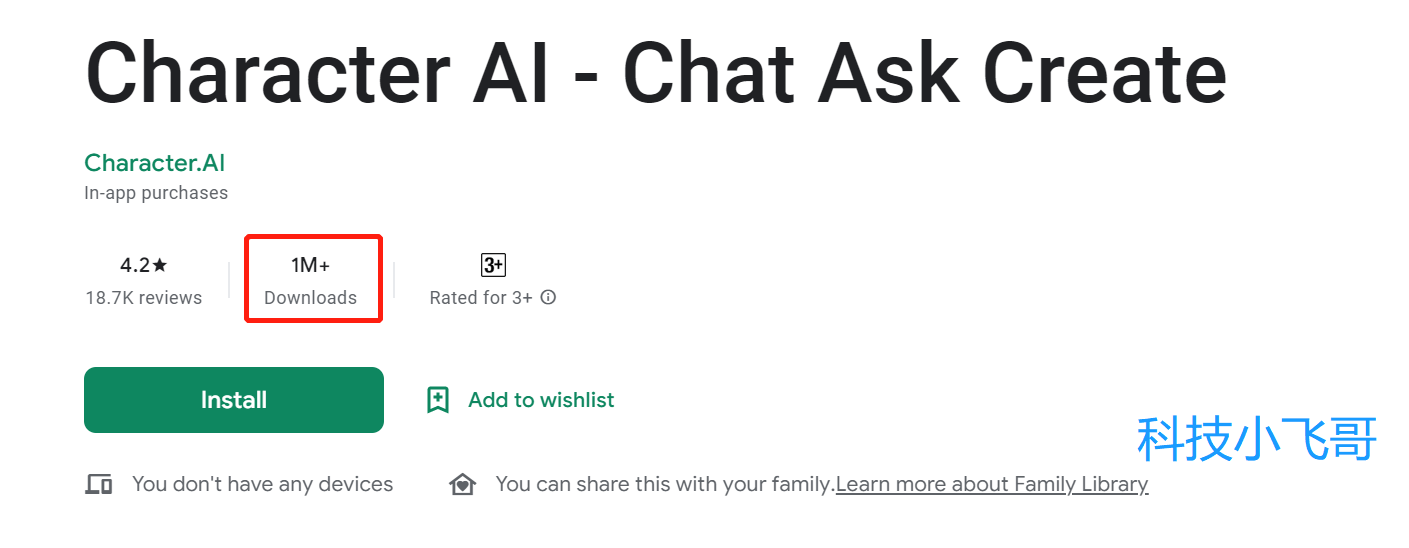 Character AI - Chat Ask Create
Character.AI
In-app purchases
4.2★ 1M+ 3+
18.7K reviews Downloads Rated for 3+
Install Add to wishlist
科技小飞哥
You don't have any devices You can share this with your family.Learn more about Family Library